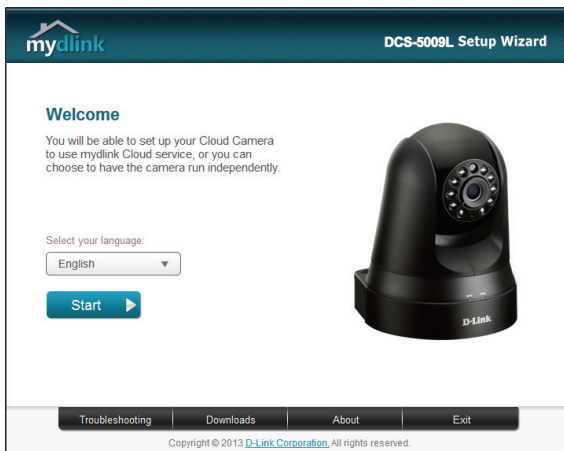 mydlink
DCS-5009L Setup Wizard
Welcome
You will be able to set up your Cloud Camera
to use mydlink Cloud service, or you can
choose to have the camera run independently.
Select your language:
English
Start
D-Link
Troubleshooting Downloads About Exit
Copyright © 2013 D-Link Corporation. All rights reserved.